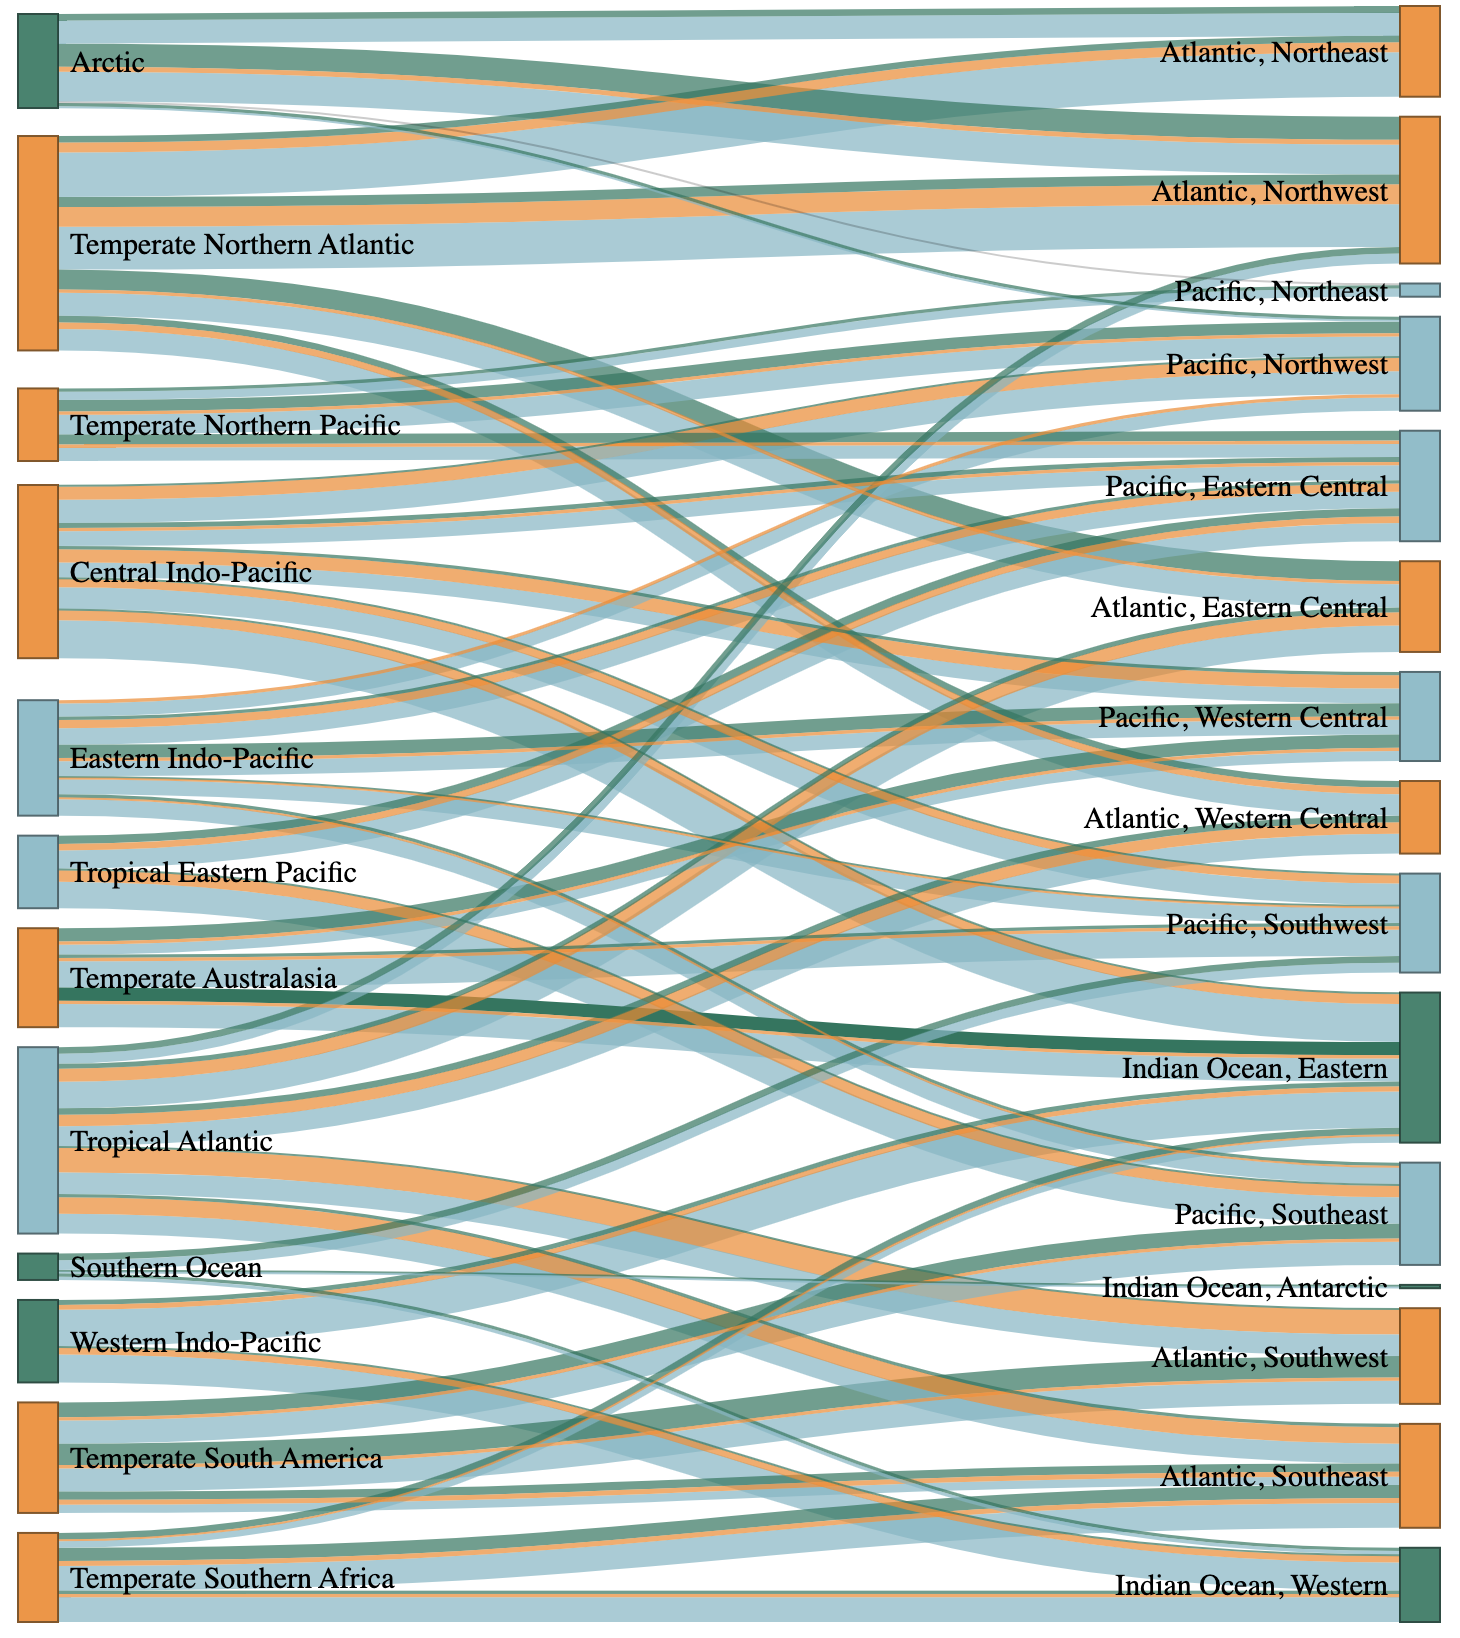 Arctic
Temperate Northern Atlantic
Temperate Northern Pacific
Central Indo-Pacific
Eastern Indo-Pacific
Tropical Eastern Pacific
Temperate Australasia
Tropical Atlantic
Southern Ocean
Western Indo-Pacific
Temperate South America
Temperate Southern Africa
Atlantic, Northeast
Atlantic, Northwest
Pacific, Northeast
Pacific, Northwest
Pacific, Eastern Central
Atlantic, Eastern Central
Pacific, Western Central
Atlantic, Western Central
Pacific, Southwest
Indian Ocean, Eastern
Pacific, Southeast
Indian Ocean, Antarctic
Atlantic, Southwest
Atlantic, Southeast
Indian Ocean, Western